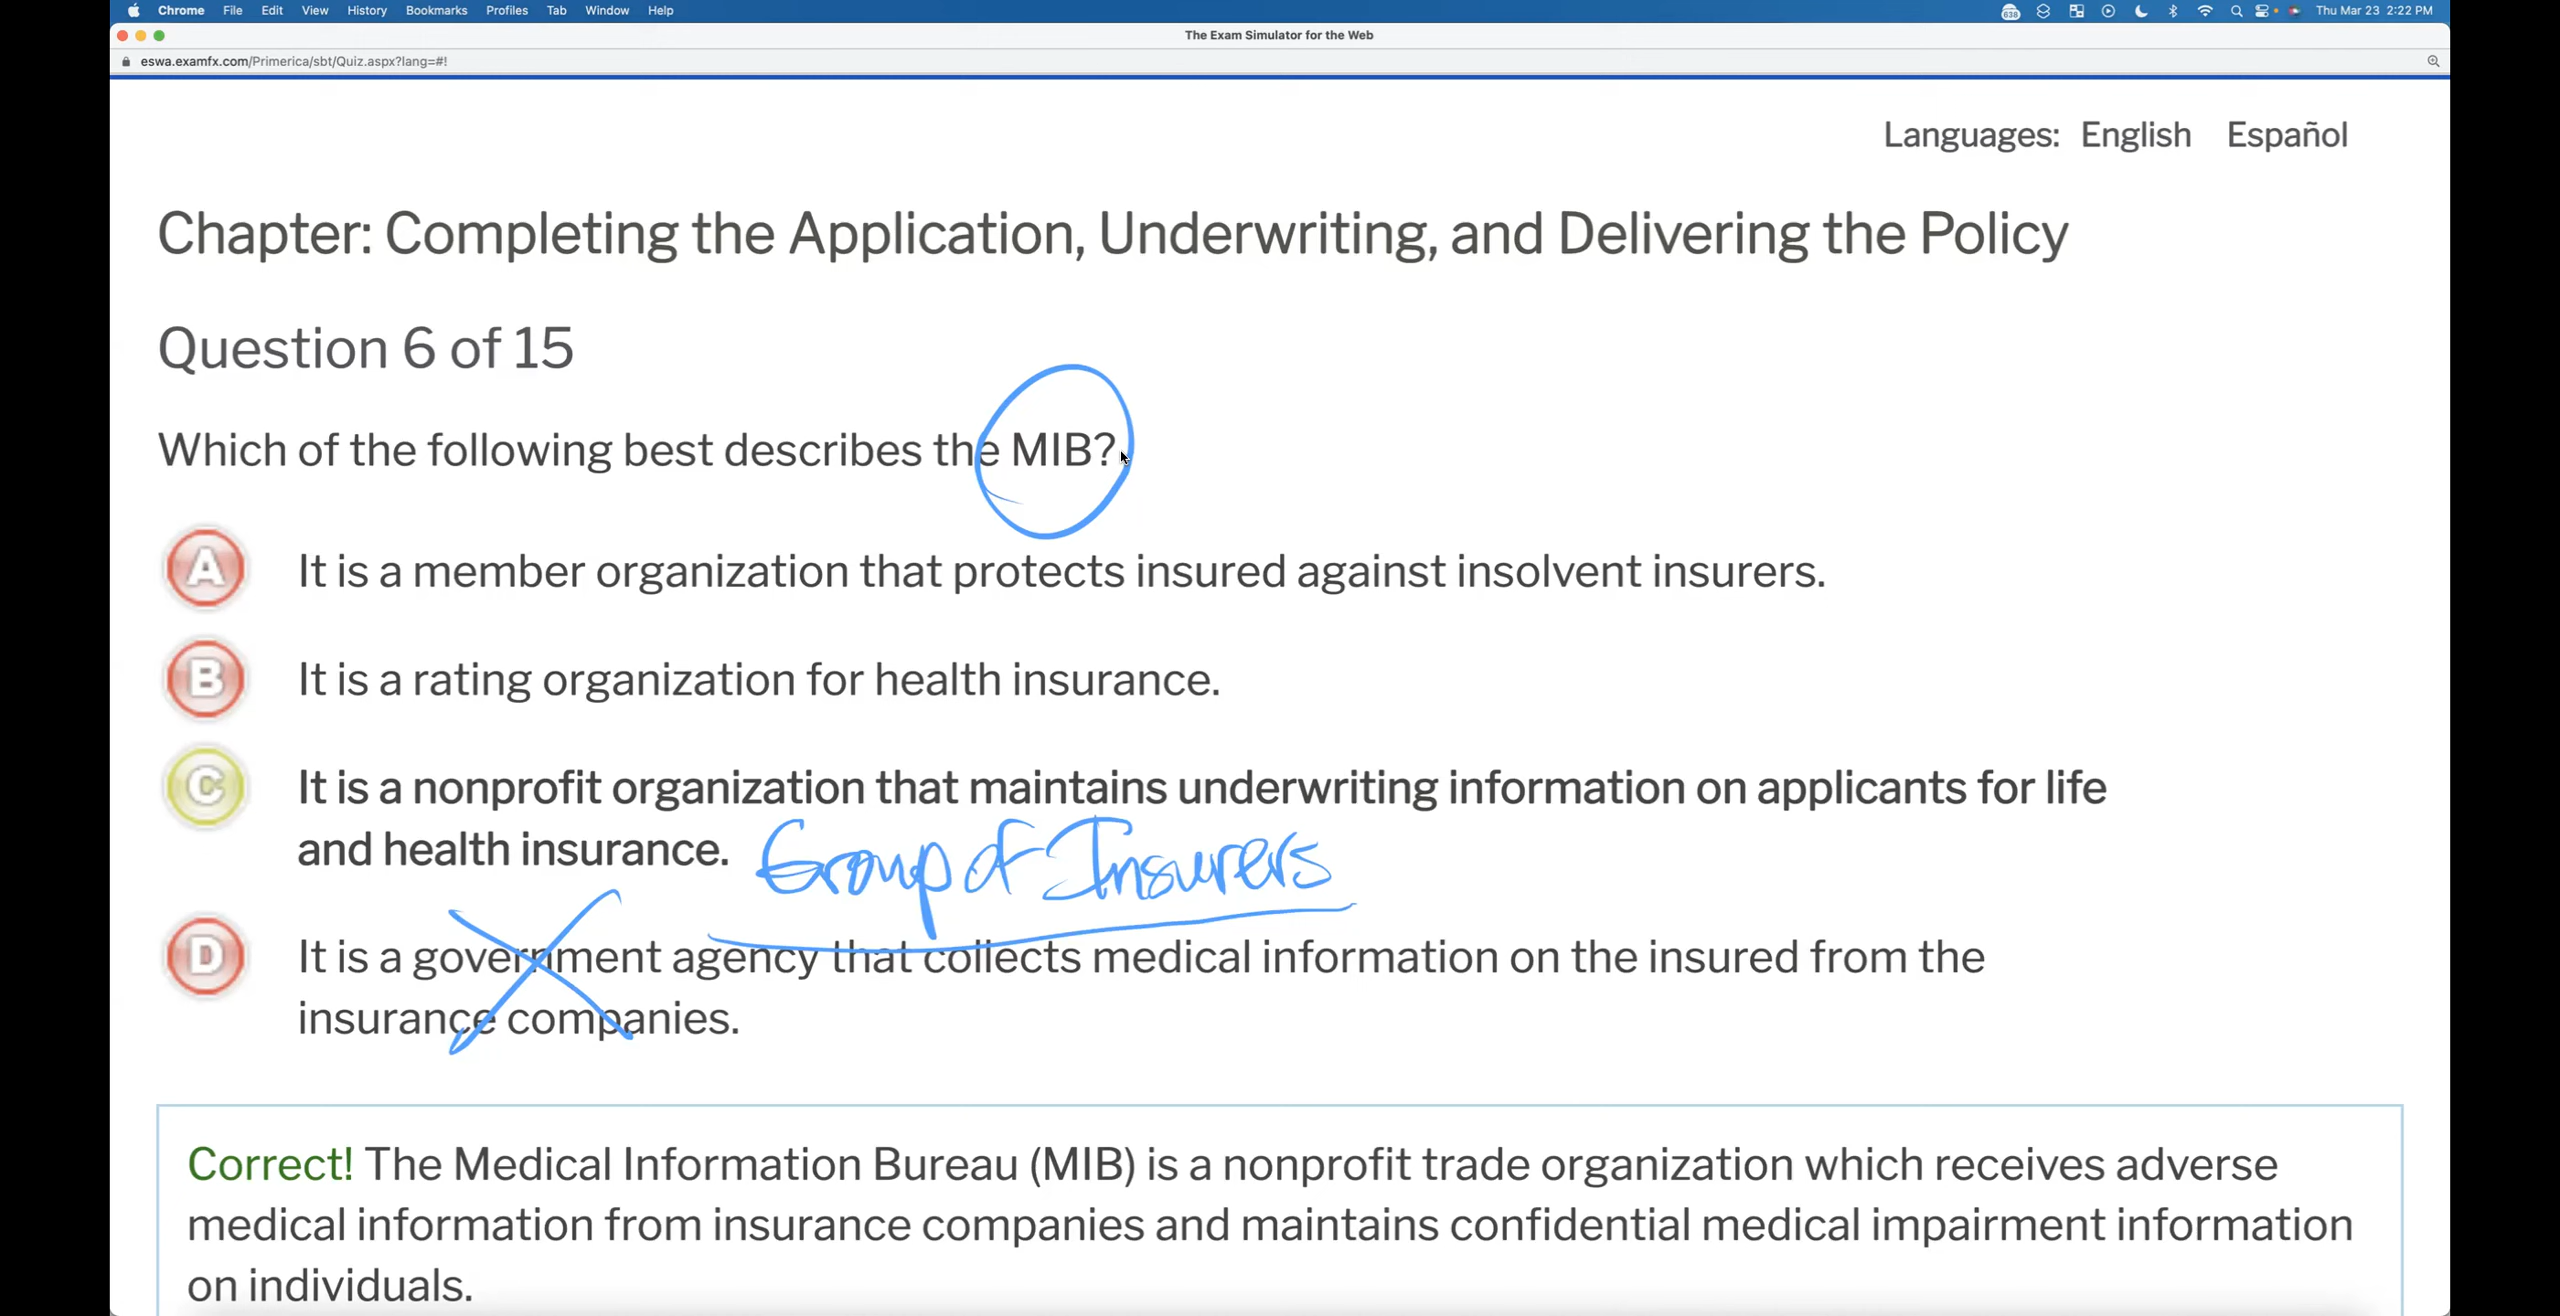 Chrome File Edit View History Bookmarks Profiles Tab Window Help 638 Thu Mar 23 2:22 PM
The Exam Simulator for the Web
eswa.examfx.com/Primerica/sbt/Quiz.aspx?lang=#!
Languages: English Español
Chapter: Completing the Application, Underwriting, and Delivering the Policy
Question 6 of 15
Which of the following best describes the MIB?
A It is a member organization that protects insured against insolvent insurers.
B It is a rating organization for health insurance.
C It is a nonprofit organization that maintains underwriting information on applicants for life
and health insurance. Group of Insurers
D It is a government agency that collects medical information on the insured from the
insurance companies.
Correct! The Medical Information Bureau (MIB) is a nonprofit trade organization which receives adverse
medical information from insurance companies and maintains confidential medical impairment information
on individuals.